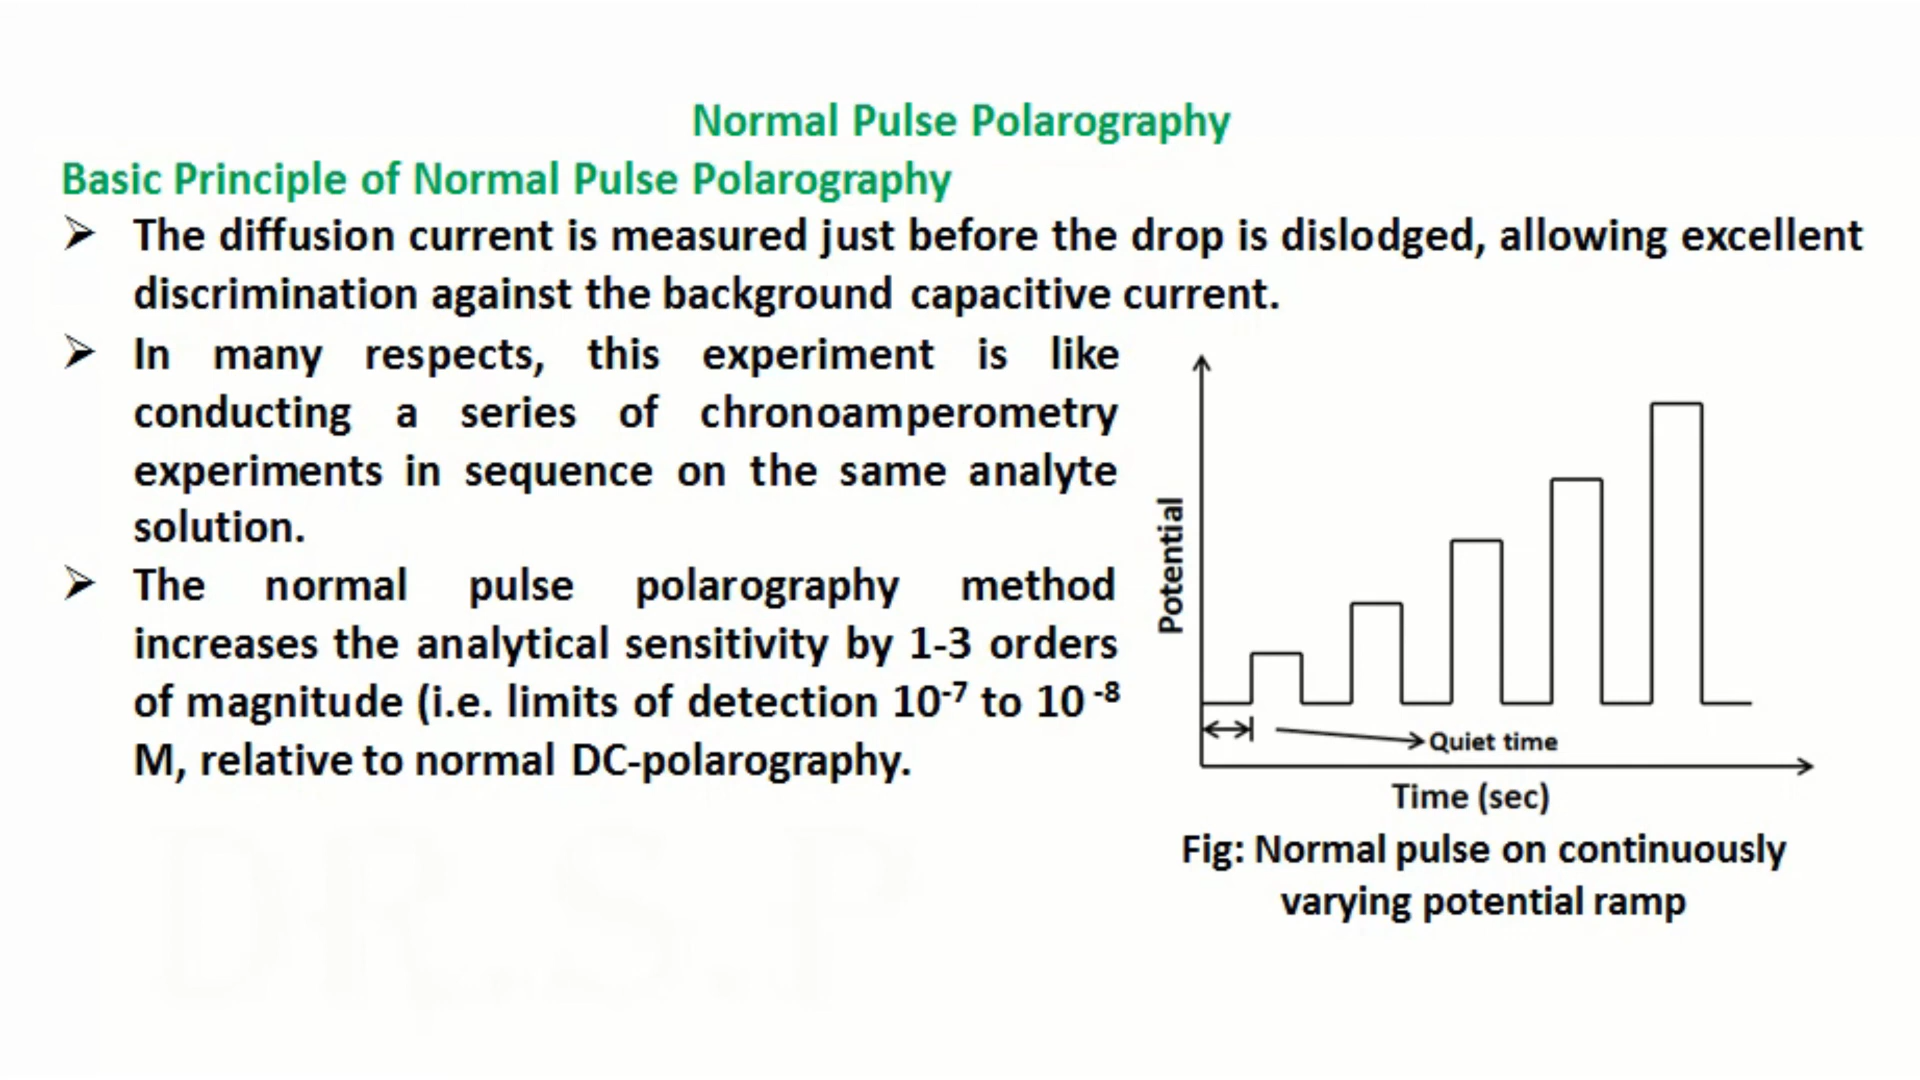 Normal Pulse Polarography
Basic Principle of Normal Pulse Polarography
➢ The diffusion current is measured just before the drop is dislodged, allowing excellent
discrimination against the background capacitive current.
➢ In many respects, this experiment is like
conducting a series of chronoamperometry
experiments in sequence on the same analyte
solution.
➢ The normal pulse polarography method
increases the analytical sensitivity by 1-3 orders
of magnitude (i.e. limits of detection 10⁻⁷ to 10 ⁻⁸
M, relative to normal DC-polarography.
Potential
Quiet time
Time (sec)
Fig: Normal pulse on continuously
varying potential ramp
DR.S.P